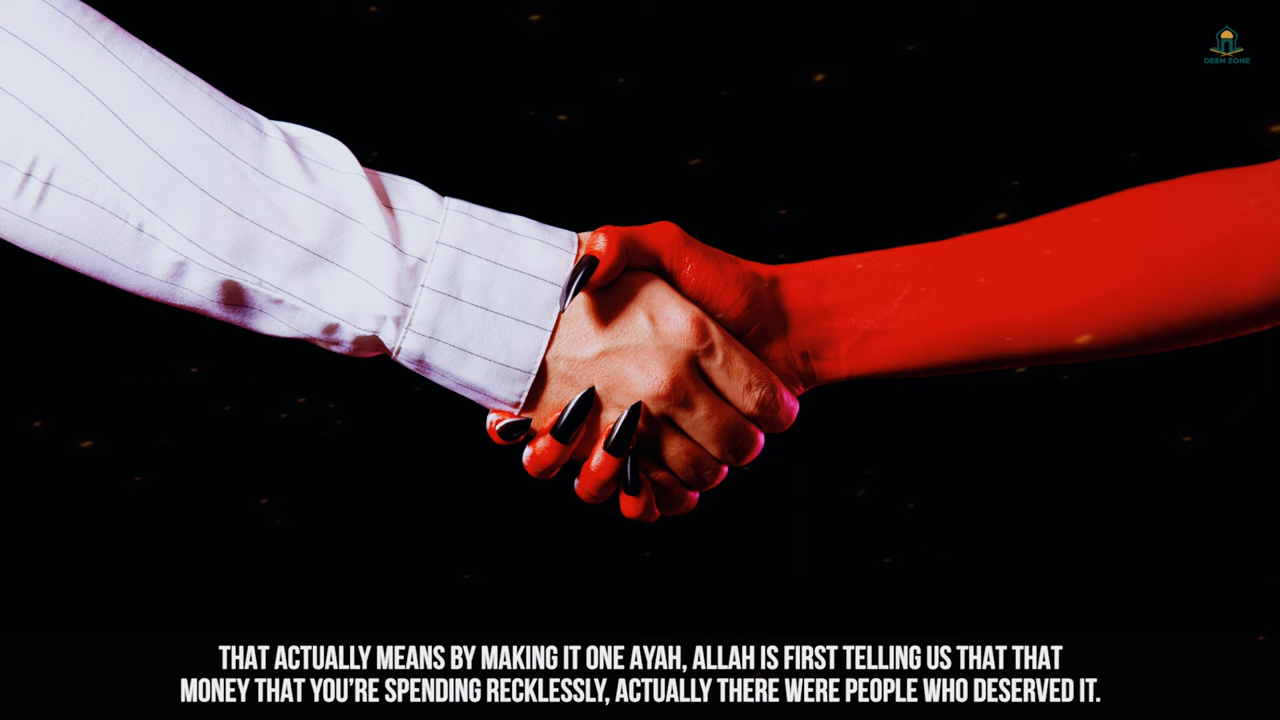 DEEN ZONE
THAT ACTUALLY MEANS BY MAKING IT ONE AYAH, ALLAH IS FIRST TELLING US THAT THAT
MONEY THAT YOU'RE SPENDING RECKLESSLY, ACTUALLY THERE WERE PEOPLE WHO DESERVED IT.